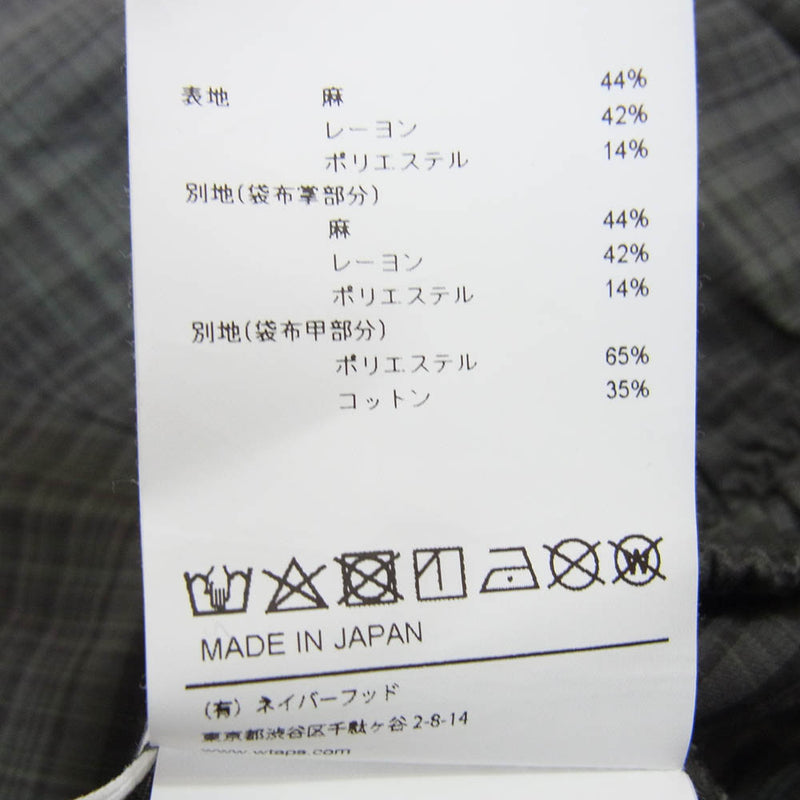 表地 麻 44%
レーヨン 42%
ポリエステル 14%
別地(袋布掌部分)
麻 44%
レーヨン 42%
ポリエステル 14%
別地(袋布甲部分)
ポリエステル 65%
コットン 35%
W
MADE IN JAPAN
(有) ネイバーフッド
東京都渋谷区千駄ヶ谷 2-8-14
www.wtaps.com